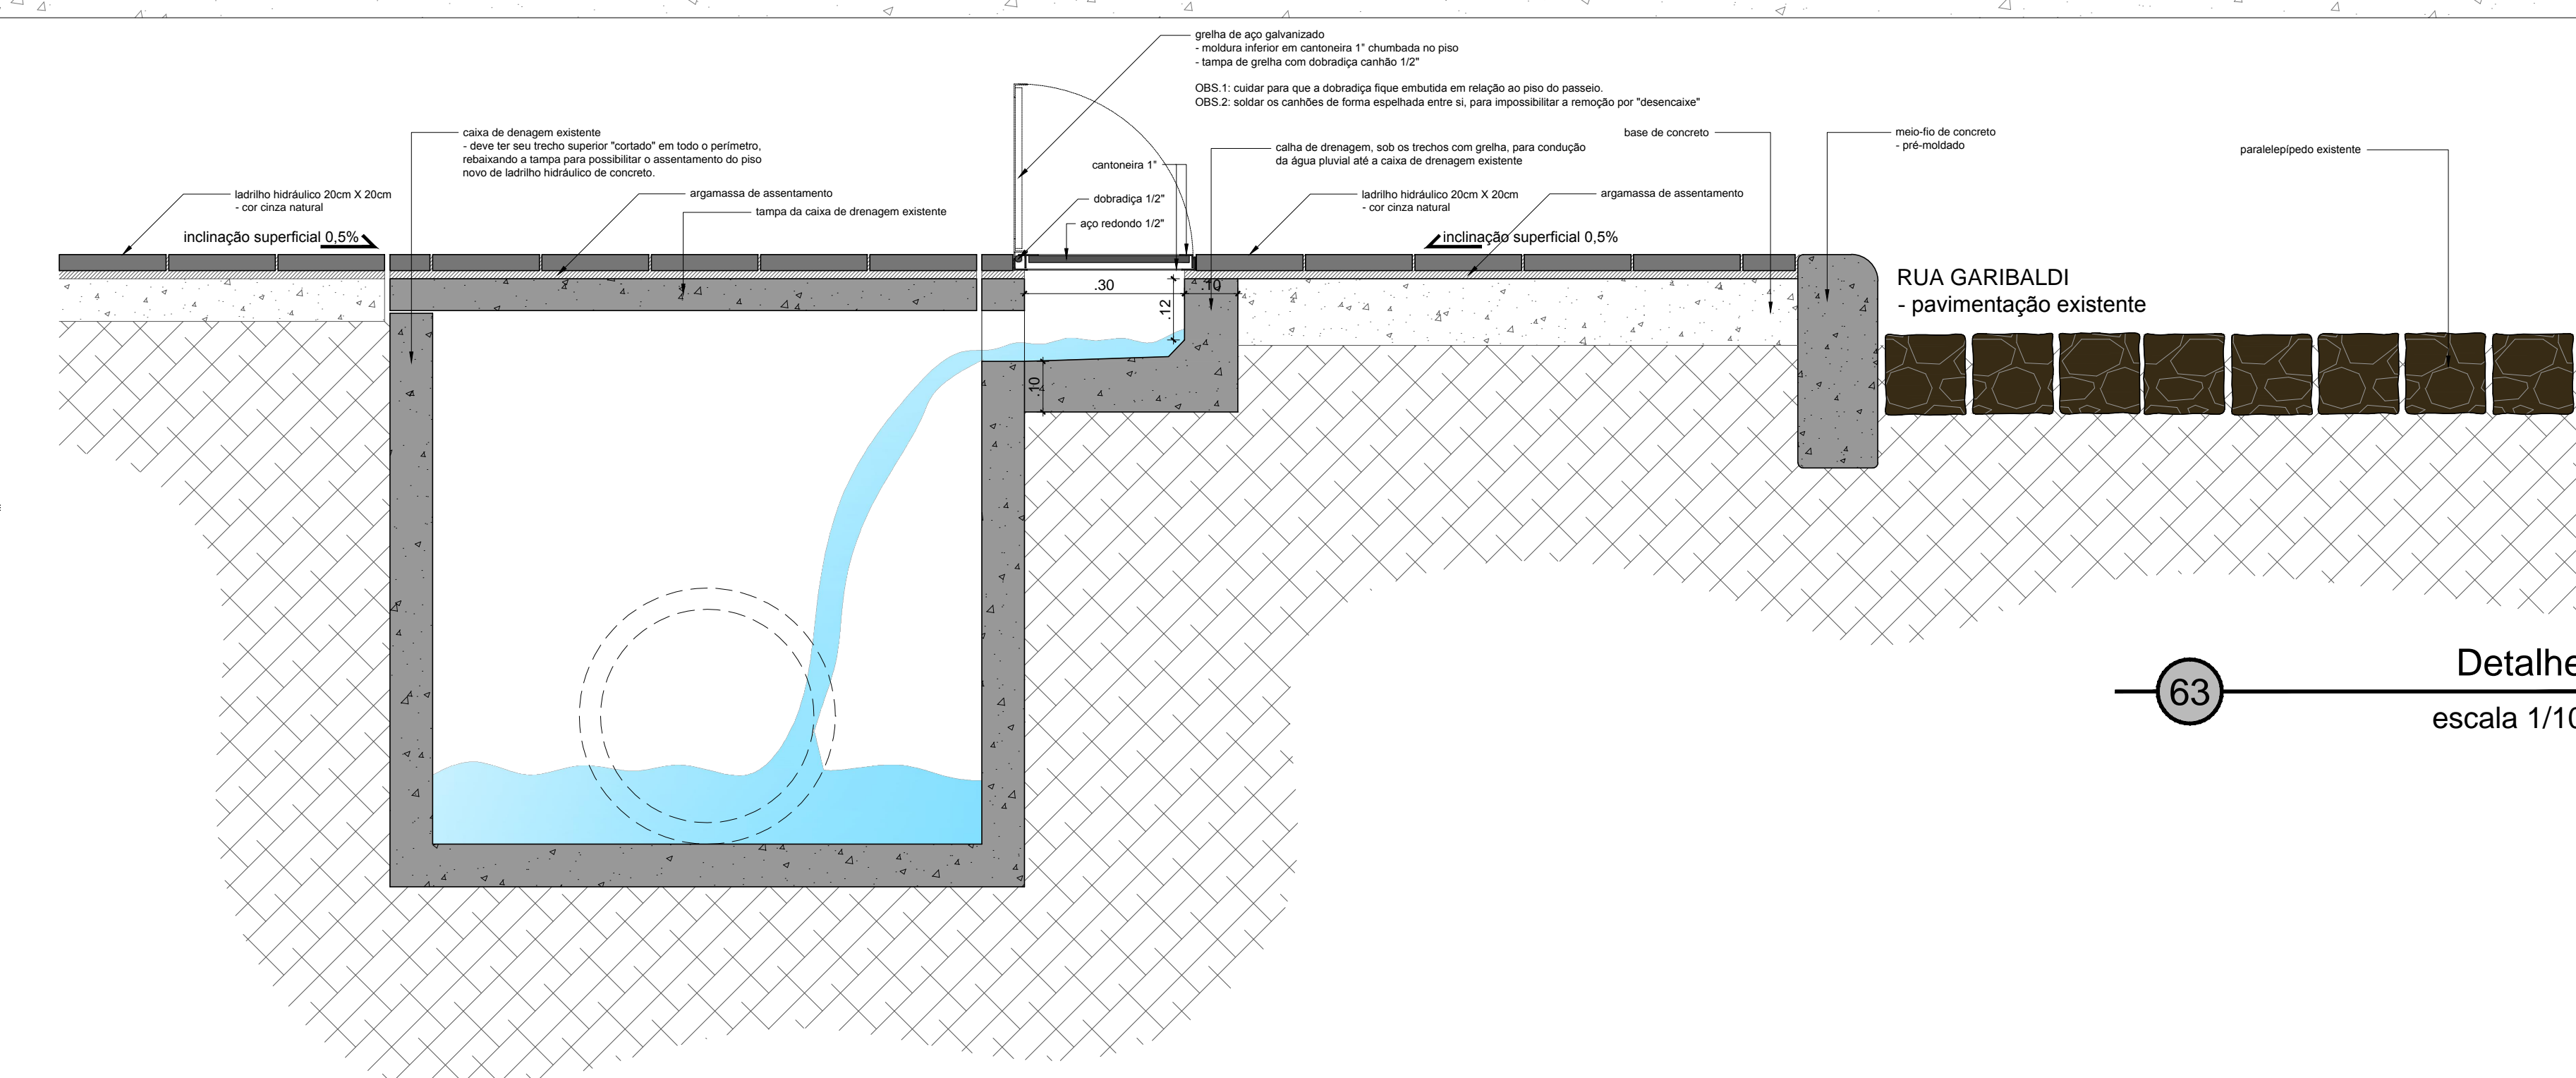 grelha de aço galvanizado
- moldura inferior em cantoneira 1" chumbada no piso
- tampa de grelha com dobradiça canhão 1/2"
OBS.1: cuidar para que a dobradiça fique embutida em relação ao piso do passeio.
OBS.2: soldar os canhões de forma espelhada entre si, para impossibilitar a remoção por "desencaixe"
caixa de denagem existente
- deve ter seu trecho superior "cortado" em todo o perímetro,
rebaixando a tampa para possibilitar o assentamento do piso
novo de ladrilho hidráulico de concreto.
base de concreto
meio-fio de concreto
- pré-moldado
paralelepípedo existente
calha de drenagem, sob os trechos com grelha, para condução
da água pluvial até a caixa de drenagem existente
cantoneira 1"
ladrilho hidráulico 20cm X 20cm
- cor cinza natural
argamassa de assentamento
dobradiça 1/2"
ladrilho hidráulico 20cm X 20cm
- cor cinza natural
argamassa de assentamento
tampa da caixa de drenagem existente
aço redondo 1/2"
inclinação superficial 0,5%
inclinação superficial 0,5%
RUA GARIBALDI
- pavimentação existente
.30
.10
.12
.10
63
Detalhe
escala 1/10